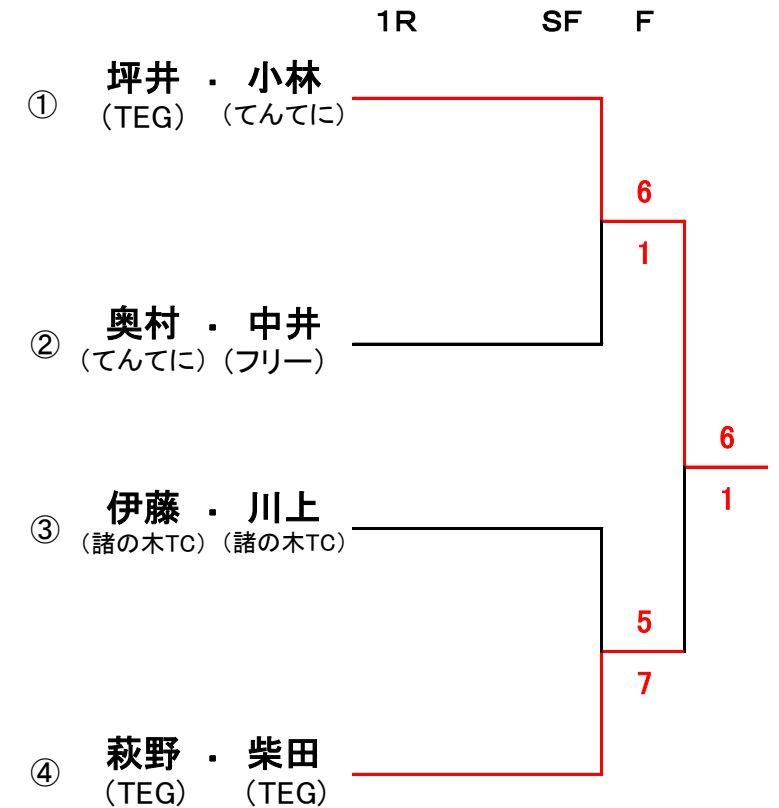 1R SF F
① 坪井 ・ 小林
（TEG） （てんてに）
6
1
② 奥村 ・ 中井
（てんてに）（フリー）
6
1
③ 伊藤 ・ 川上
（諸の木TC）（諸の木TC）
5
7
④ 萩野 ・ 柴田
（TEG） （TEG）